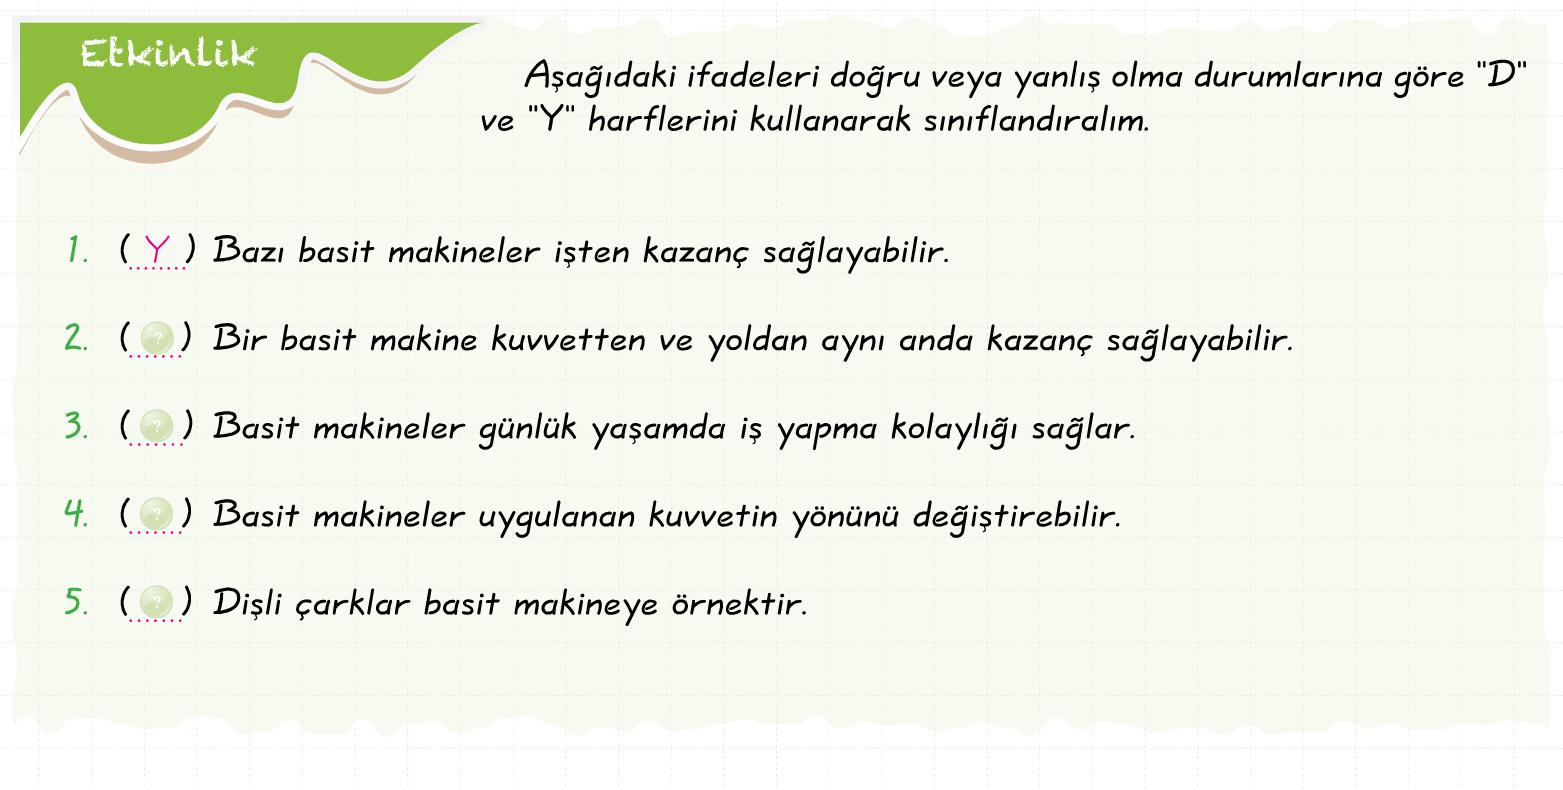 Etkinlik
Aşağıdaki ifadeleri doğru veya yanlış olma durumlarına göre "D"
ve "Y" harflerini kullanarak sınıflandıralım.
1. ( Y ) Bazı basit makineler işten kazanç sağlayabilir.
2. ( ? ) Bir basit makine kuvvetten ve yoldan aynı anda kazanç sağlayabilir.
3. ( ? ) Basit makineler günlük yaşamda iş yapma kolaylığı sağlar.
4. ( ? ) Basit makineler uygulanan kuvvetin yönünü değiştirebilir.
5. ( ? ) Dişli çarklar basit makineye örnektir.